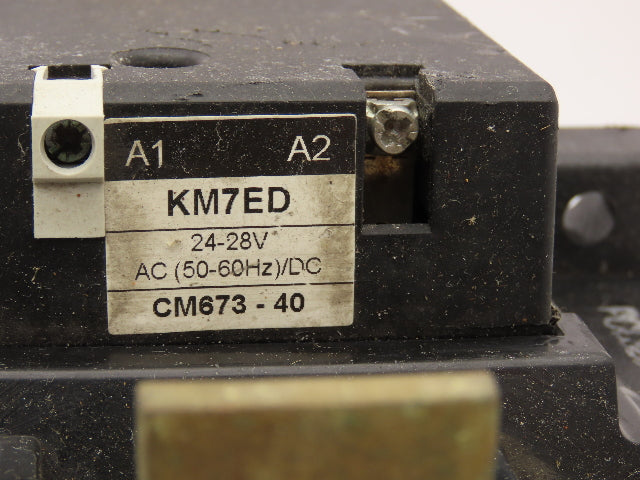 A1 A2
KM7ED
24-28V
AC (50-60Hz)/DC
CM673 - 40